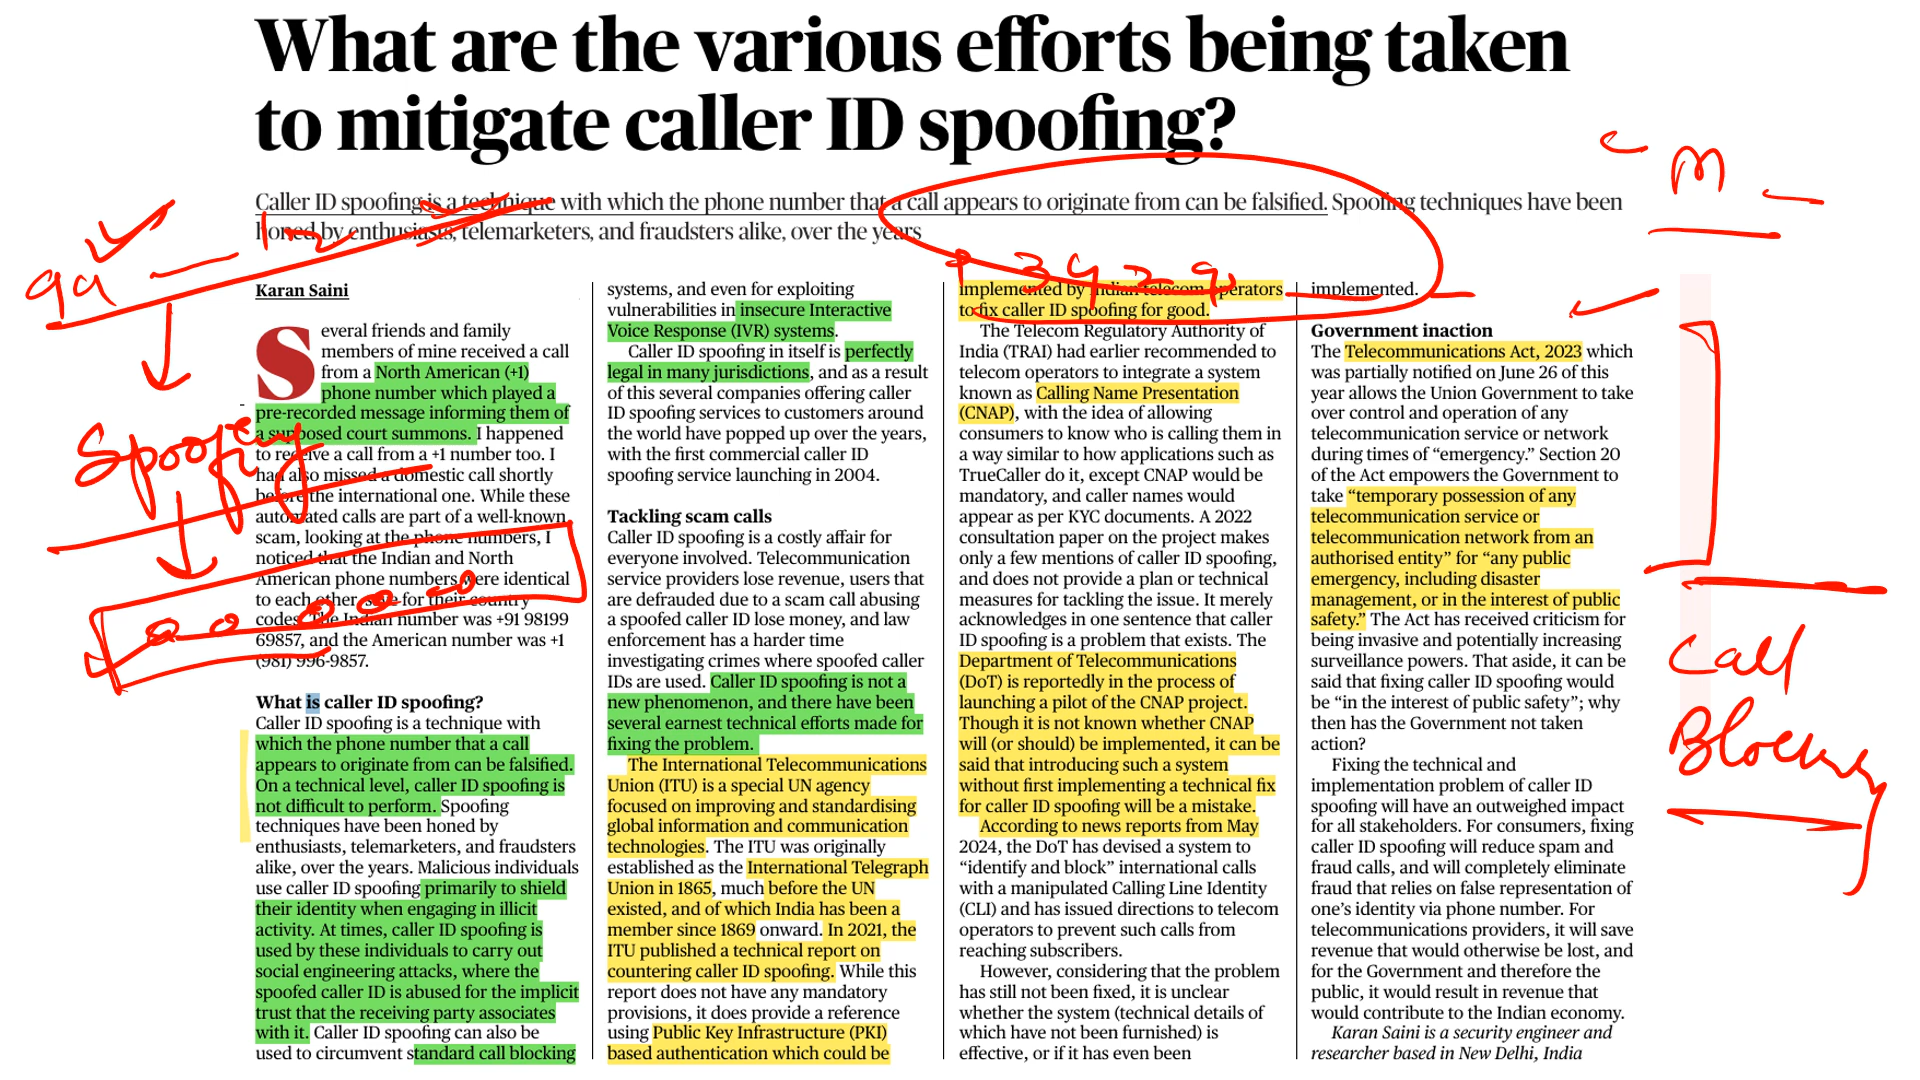 What are the various efforts being taken
to mitigate caller ID spoofing?
Caller ID spoofing is a technique with which the phone number that a call appears to originate from can be falsified. Spoofing techniques have been
honed by enthusiasts, telemarketers, and fraudsters alike, over the years
Karan Saini
Several friends and family
members of mine received a call
from a North American (+1)
phone number which played a
pre-recorded message informing them of
a supposed court summons. I happened
to receive a call from a +1 number too. I
had also missed a domestic call shortly
before the international one. While these
automated calls are part of a well-known
scam, looking at the phone numbers, I
noticed that the Indian and North
American phone numbers were identical
to each other, save for their country
codes. The Indian number was +91 98199
69857, and the American number was +1
(981) 996-9857.
What is caller ID spoofing?
Caller ID spoofing is a technique with
which the phone number that a call
appears to originate from can be falsified.
On a technical level, caller ID spoofing is
not difficult to perform. Spoofing
techniques have been honed by
enthusiasts, telemarketers, and fraudsters
alike, over the years. Malicious individuals
use caller ID spoofing primarily to shield
their identity when engaging in illicit
activity. At times, caller ID spoofing is
used by these individuals to carry out
social engineering attacks, where the
spoofed caller ID is abused for the implicit
trust that the receiving party associates
with it. Caller ID spoofing can also be
used to circumvent standard call blocking
systems, and even for exploiting
vulnerabilities in insecure Interactive
Voice Response (IVR) systems.
Caller ID spoofing in itself is perfectly
legal in many jurisdictions, and as a result
of this several companies offering caller
ID spoofing services to customers around
the world have popped up over the years,
with the first commercial caller ID
spoofing service launching in 2004.
Tackling scam calls
Caller ID spoofing is a costly affair for
everyone involved. Telecommunication
service providers lose revenue, users that
are defrauded due to a scam call abusing
a spoofed caller ID lose money, and law
enforcement has a harder time
investigating crimes where spoofed caller
IDs are used. Caller ID spoofing is not a
new phenomenon, and there have been
several earnest technical efforts made for
fixing the problem.
The International Telecommunications
Union (ITU) is a special UN agency
focused on improving and standardising
global information and communication
technologies. The ITU was originally
established as the International Telegraph
Union in 1865, much before the UN
existed, and of which India has been a
member since 1869 onward. In 2021, the
ITU published a technical report on
countering caller ID spoofing. While this
report does not have any mandatory
provisions, it does provide a reference
using Public Key Infrastructure (PKI)
based authentication which could be
implemented by Indian telecom operators
to fix caller ID spoofing for good.
The Telecom Regulatory Authority of
India (TRAI) had earlier recommended to
telecom operators to integrate a system
known as Calling Name Presentation
(CNAP), with the idea of allowing
consumers to know who is calling them in
a way similar to how applications such as
TrueCaller do it, except CNAP would be
mandatory, and caller names would
appear as per KYC documents. A 2022
consultation paper on the project makes
only a few mentions of caller ID spoofing,
and does not provide a plan or technical
measures for tackling the issue. It merely
acknowledges in one sentence that caller
ID spoofing is a problem that exists. The
Department of Telecommunications
(DoT) is reportedly in the process of
launching a pilot of the CNAP project.
Though it is not known whether CNAP
will (or should) be implemented, it can be
said that introducing such a system
without first implementing a technical fix
for caller ID spoofing will be a mistake.
According to news reports from May
2024, the DoT has devised a system to
“identify and block” international calls
with a manipulated Calling Line Identity
(CLI) and has issued directions to telecom
operators to prevent such calls from
reaching subscribers.
However, considering that the problem
has still not been fixed, it is unclear
whether the system (technical details of
which have not been furnished) is
effective, or if it has even been
implemented.
Government inaction
The Telecommunications Act, 2023 which
was partially notified on June 26 of this
year allows the Union Government to take
over control and operation of any
telecommunication service or network
during times of “emergency.” Section 20
of the Act empowers the Government to
take “temporary possession of any
telecommunication service or
telecommunication network from an
authorised entity” for “any public
emergency, including disaster
management, or in the interest of public
safety.” The Act has received criticism for
being invasive and potentially increasing
surveillance powers. That aside, it can be
said that fixing caller ID spoofing would
be “in the interest of public safety”; why
then has the Government not taken
action?
Fixing the technical and
implementation problem of caller ID
spoofing will have an outweighed impact
for all stakeholders. For consumers, fixing
caller ID spoofing will reduce spam and
fraud calls, and will completely eliminate
fraud that relies on false representation of
one’s identity via phone number. For
telecommunications providers, it will save
revenue that would otherwise be lost, and
for the Government and therefore the
public, it would result in revenue that
would contribute to the Indian economy.
Karan Saini is a security engineer and
researcher based in New Delhi, India
Spoofing
Call